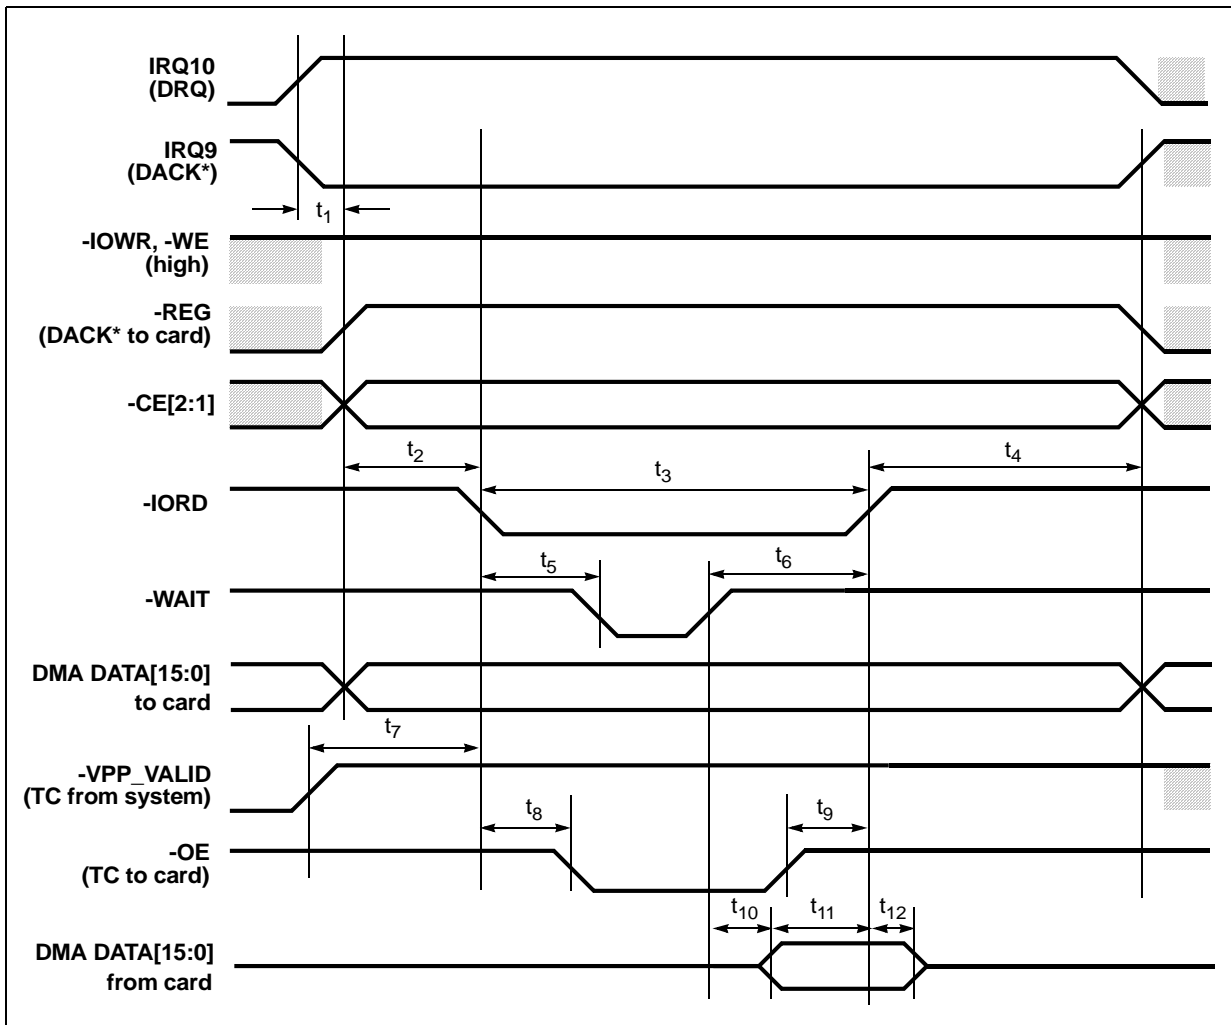 IRQ10
(DRQ)
IRQ9
(DACK*)
t1
-IOWR, -WE
(high)
-REG
(DACK* to card)
-CE[2:1]
t2
t3
t4
-IORD
t5
t6
-WAIT
DMA DATA[15:0]
to card
t7
-VPP_VALID
(TC from system)
t8
t9
-OE
(TC to card)
t10
t11
t12
DMA DATA[15:0]
from card